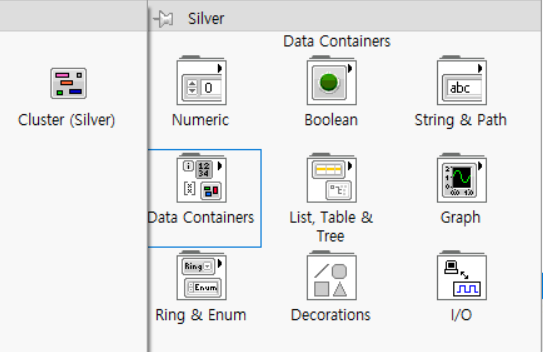 Silver
Data Containers
Cluster (Silver)
Numeric
Boolean
String & Path
Data Containers
List, Table &
Tree
Graph
Ring & Enum
Decorations
I/O
0
abc
i
12
34
Ring
Enum